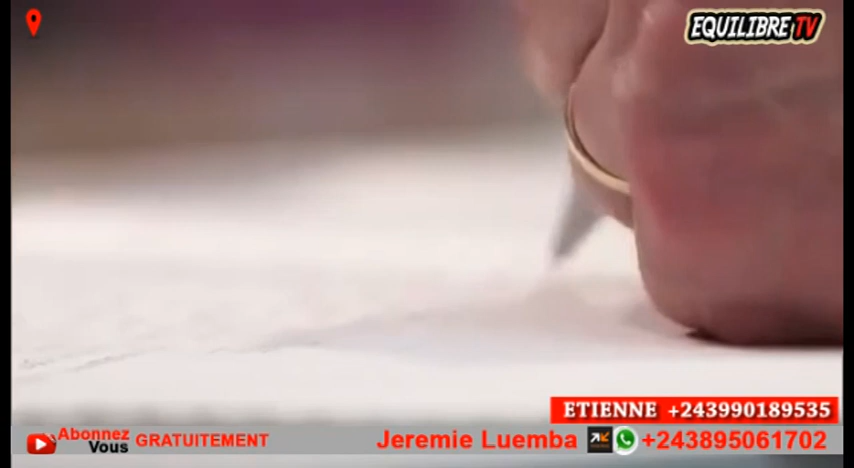 EQUILIBRE TV
ETIENNE +243990189535
Abonnez
Vous
GRATUITEMENT
Jeremie Luemba +243895061702